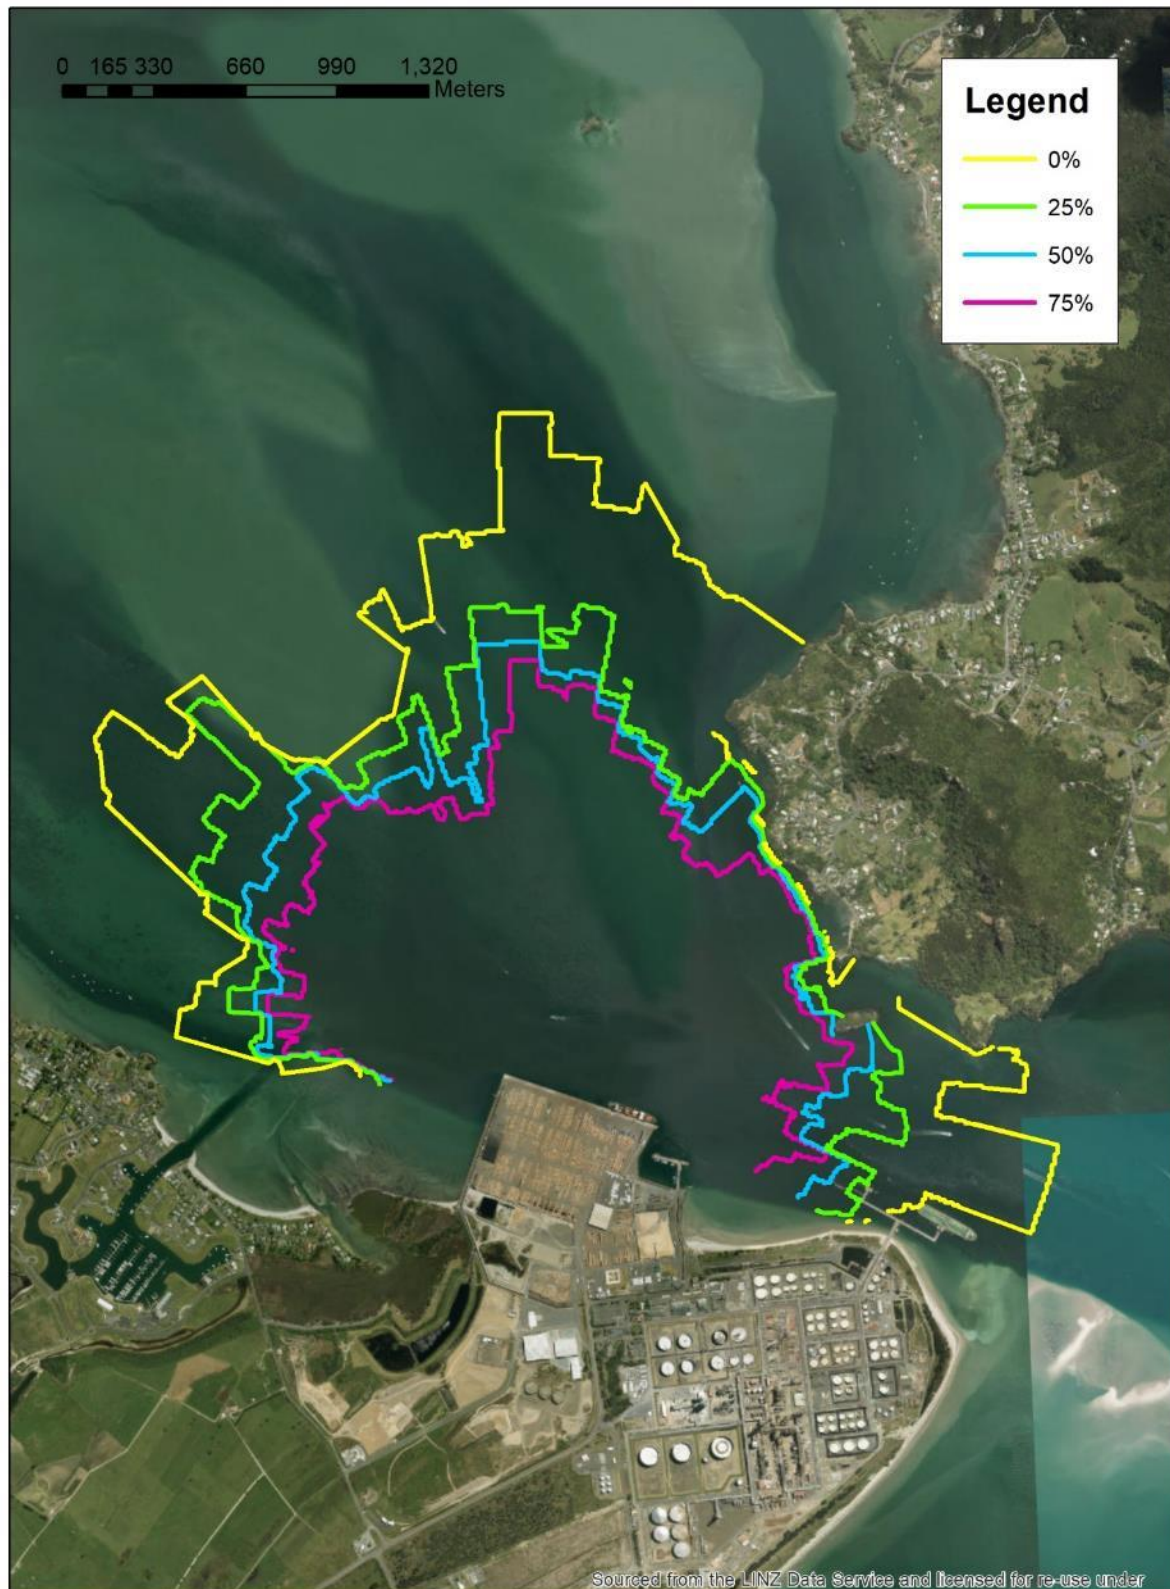 0 165 330 660 990 1,320
Meters
Legend
0%
25%
50%
75%
Sourced from the LINZ Data Service and licensed for re-use under